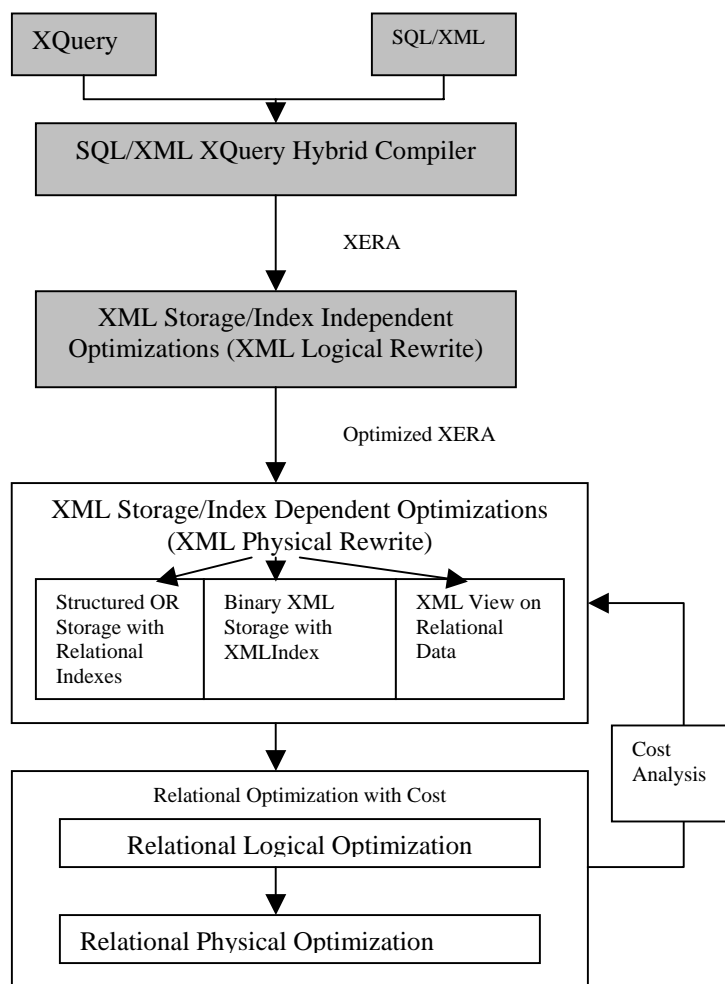 XQuery
SQL/XML
SQL/XML XQuery Hybrid Compiler
XERA
XML Storage/Index Independent
Optimizations (XML Logical Rewrite)
Optimized XERA
XML Storage/Index Dependent Optimizations
(XML Physical Rewrite)
Structured OR
Storage with
Relational
Indexes
Binary XML
Storage with
XMLIndex
XML View on
Relational
Data
Cost
Analysis
Relational Optimization with Cost
Relational Logical Optimization
Relational Physical Optimization